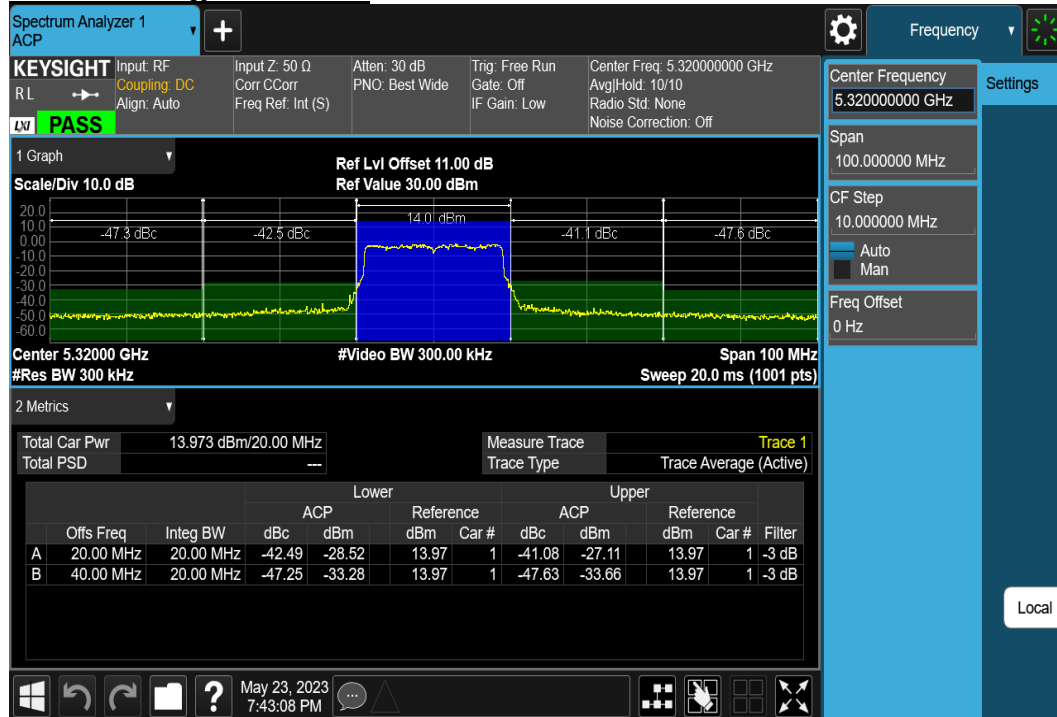 Spectrum Analyzer 1
ACP
+
Frequency
KEYSIGHT
RL
LXI
PASS
Input: RF
Coupling: DC
Align: Auto
Input Z: 50 Ω
Corr CCorr
Freq Ref: Int (S)
Atten: 30 dB
PNO: Best Wide
Trig: Free Run
Gate: Off
IF Gain: Low
Center Freq: 5.320000000 GHz
Avg|Hold: 10/10
Radio Std: None
Noise Correction: Off
Center Frequency
5.320000000 GHz
Settings
Span
100.000000 MHz
CF Step
10.000000 MHz
Auto
Man
Freq Offset
0 Hz
Local
1 Graph
Scale/Div 10.0 dB
Ref Lvl Offset 11.00 dB
Ref Value 30.00 dBm
20.0
10.0
0.00
-10.0
-20.0
-30.0
-40.0
-50.0
-60.0
-47.3 dBc
-42.5 dBc
14.0 dBm
-41.1 dBc
-47.6 dBc
Center 5.32000 GHz
#Video BW 300.00 kHz
Span 100 MHz
#Res BW 300 kHz
Sweep 20.0 ms (1001 pts)
2 Metrics
Total Car Pwr 13.973 dBm/20.00 MHz
Total PSD ---
Measure Trace Trace 1
Trace Type Trace Average (Active)
Lower Upper
ACP Reference ACP Reference
Offs Freq Integ BW dBc dBm dBm Car # dBc dBm dBm Car # Filter
A 20.00 MHz 20.00 MHz -42.49 -28.52 13.97 1 -41.08 -27.11 13.97 1 -3 dB
B 40.00 MHz 20.00 MHz -47.25 -33.28 13.97 1 -47.63 -33.66 13.97 1 -3 dB
?
May 23, 2023
7:43:08 PM